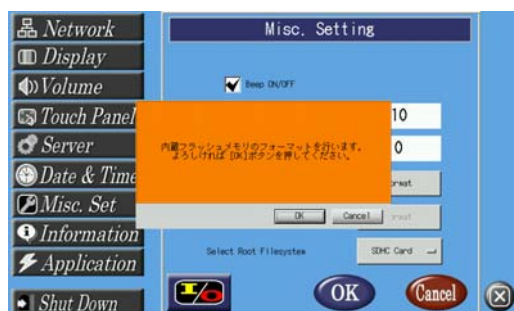 Network
Display
Volume
Touch Panel
Server
Date & Time
Misc. Set
Information
Application
Shut Down
Misc. Setting
Beep ON/OFF
10
0
内蔵フラッシュメモリのフォーマットを行います。
よろしければ [OK]ボタンを押してください。
OK
Cancel
Select Root Filesystem
SDHC Card
OK
Cancel